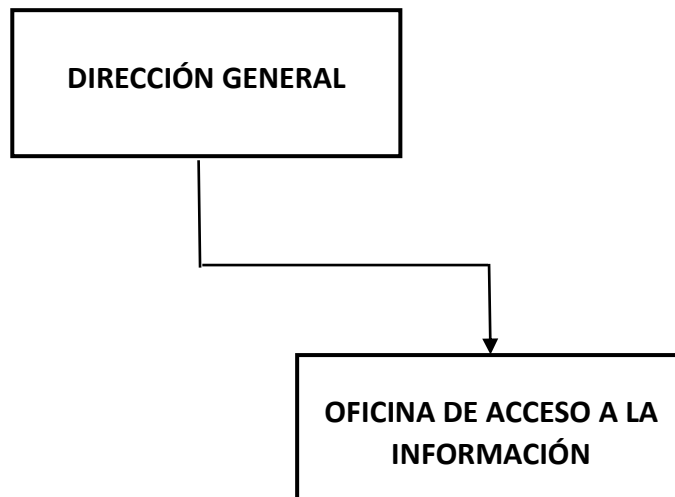 DIRECCIÓN GENERAL
OFICINA DE ACCESO A LA
INFORMACIÓN